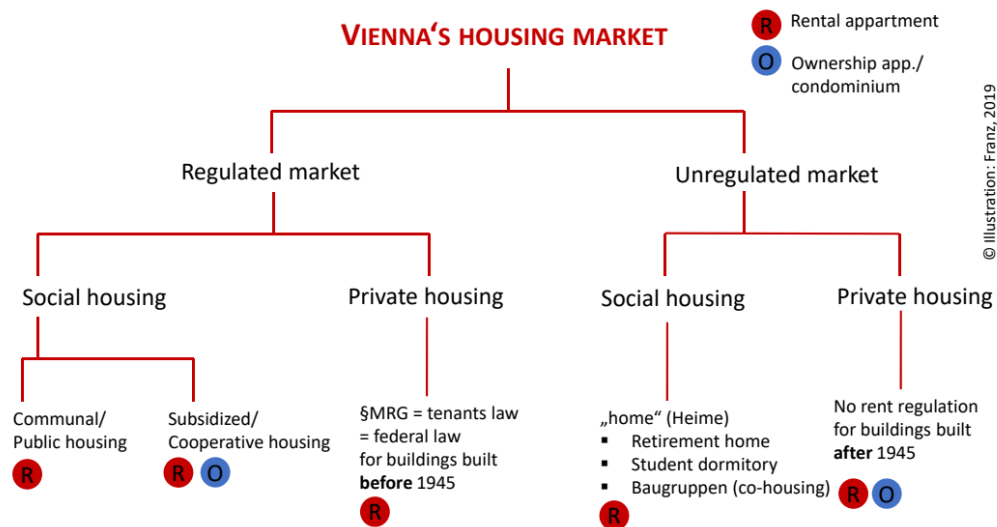 VIENNA‘S HOUSING MARKET
R Rental appartment
O Ownership app./
condominium
© Illustration: Franz, 2019
Regulated market
Unregulated market
Social housing
Private housing
Social housing
Private housing
Communal/
Public housing
R
Subsidized/
Cooperative housing
R O
§MRG = tenants law
= federal law
for buildings built
before 1945
R
„home“ (Heime)
▪ Retirement home
▪ Student dormitory
▪ Baugruppen (co-housing)
R
No rent regulation
for buildings built
after 1945
R O